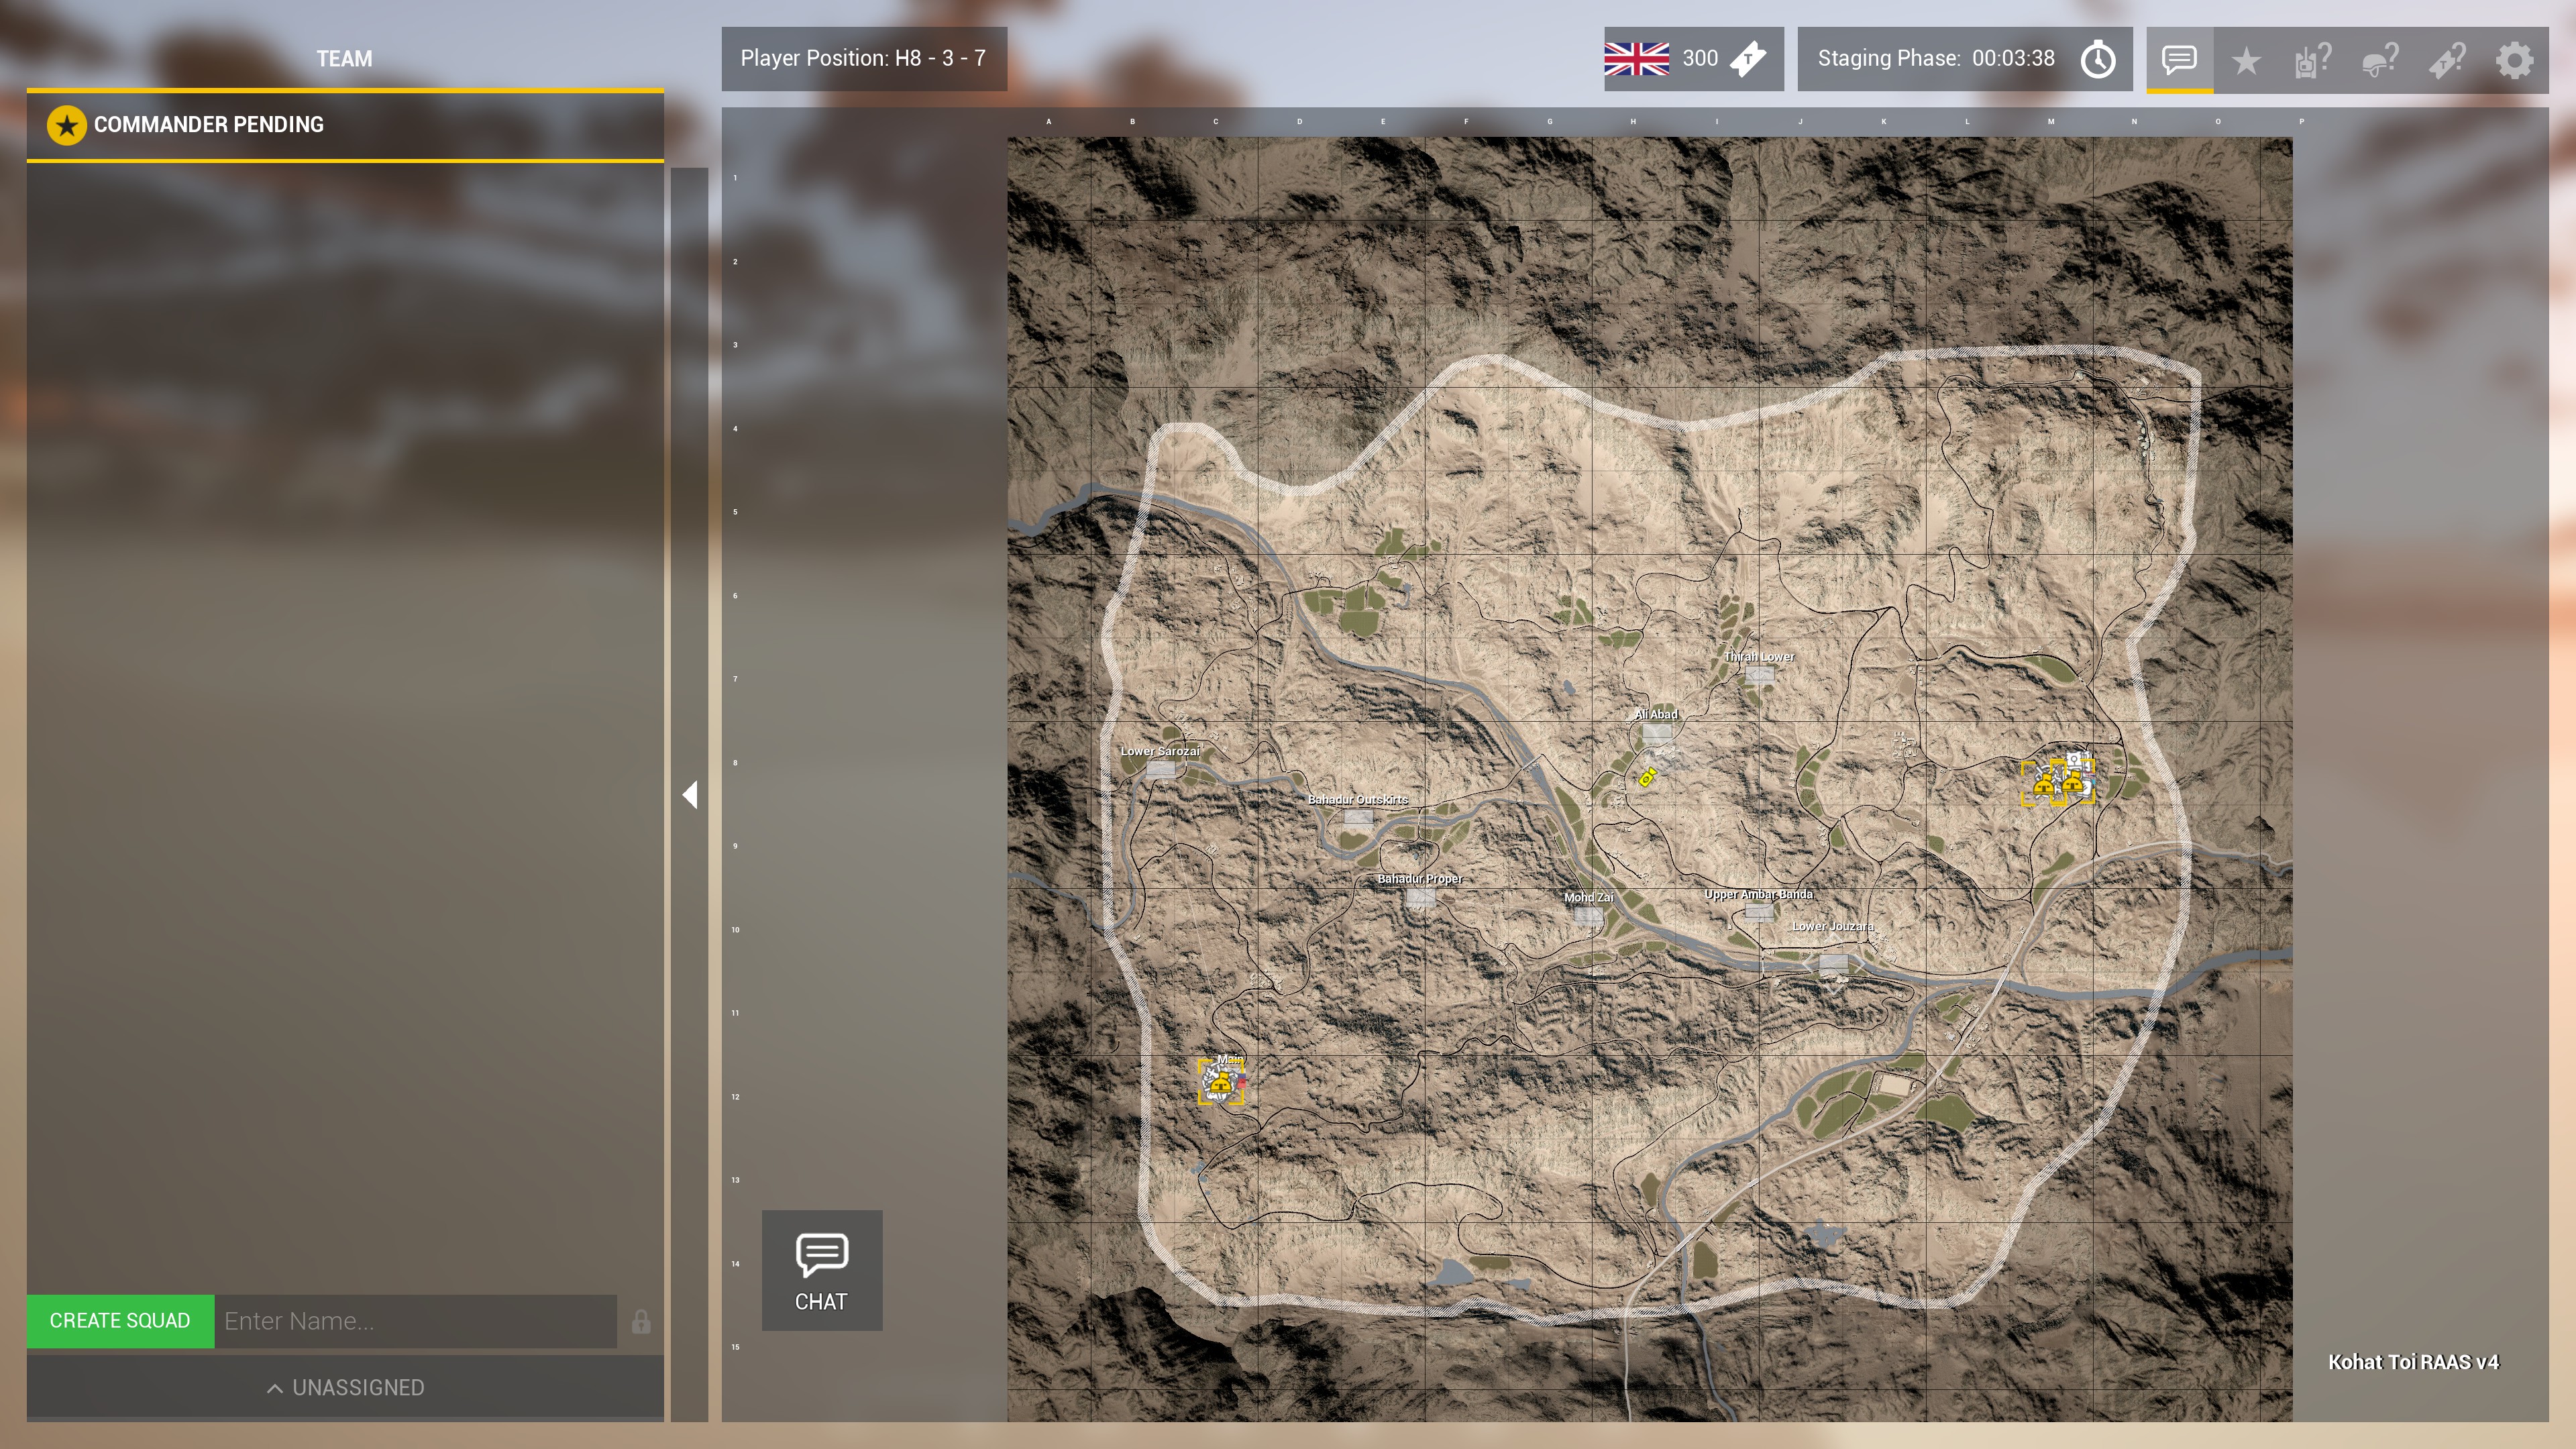 TEAM
Player Position: H8 - 3 - 7
300
Staging Phase: 00:03:38
COMMANDER PENDING
A B C D E F G H I J K L M N O P
1
2
3
4
5
6
7
Thirah Lower
Ali Abad
Lower Sarozai
8
Bahadur Outskirts
9
Bahadur Proper
Mohd Zai
Upper Ambar Banda
Lower Jouzara
10
11
Main
12
13
14
CHAT
CREATE SQUAD
Enter Name...
15
Kohat Toi RAAS v4
UNASSIGNED